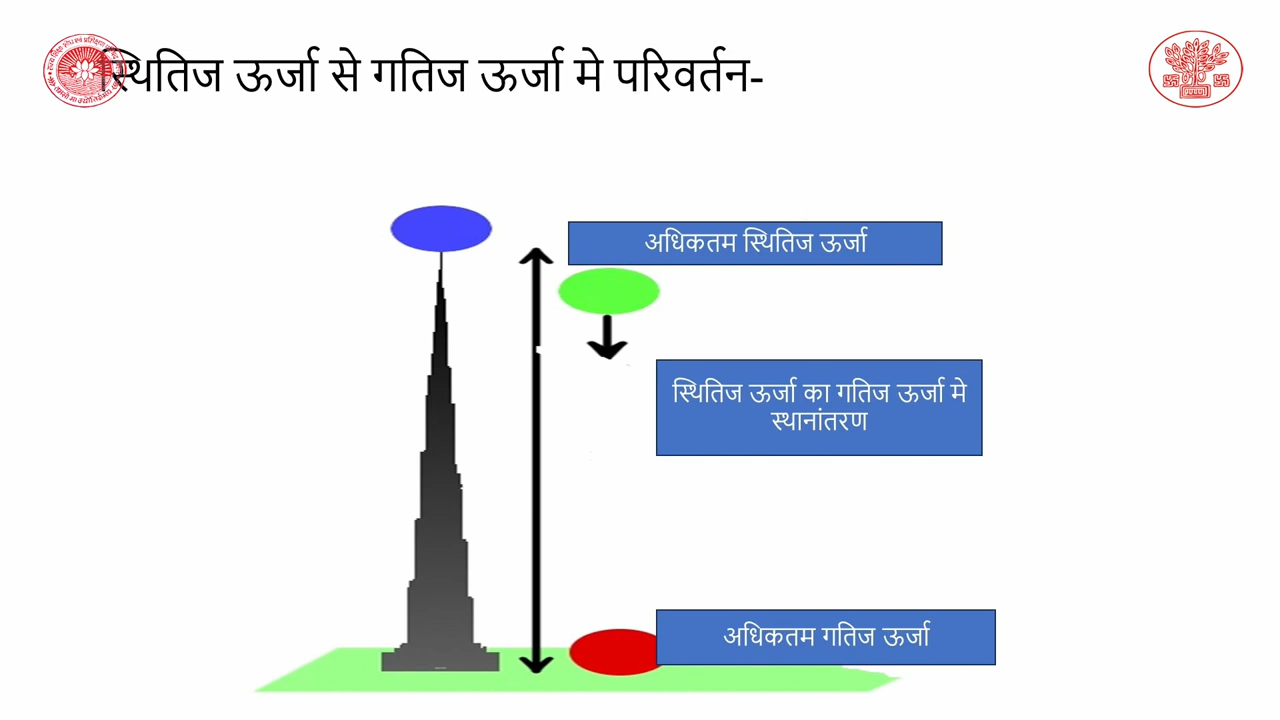 स्थितिज ऊर्जा से गतिज ऊर्जा मे परिवर्तन-
अधिकतम स्थितिज ऊर्जा
स्थितिज ऊर्जा का गतिज ऊर्जा मे
स्थानांतरण
अधिकतम गतिज ऊर्जा